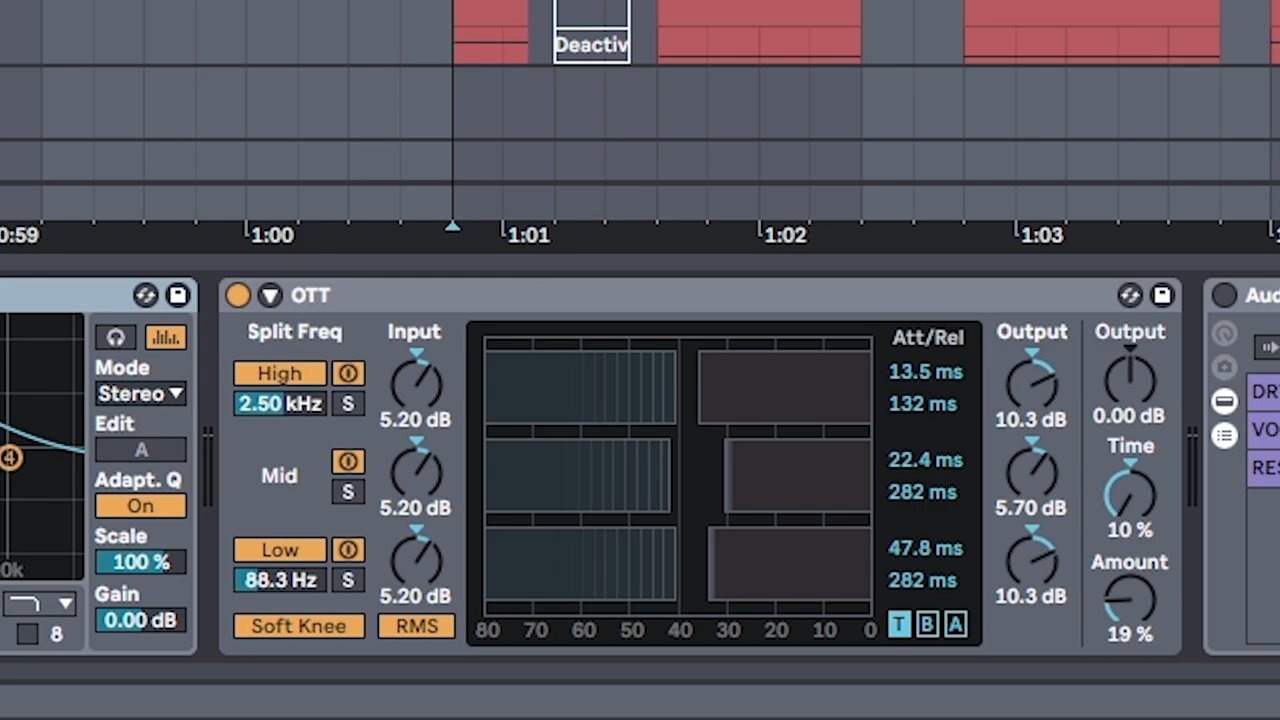 Deactiv
0:59
1:00
1:01
1:02
1:03
OTT
Aud
Split Freq
Input
Att/Rel
Output
Output
Mode
Stereo
Edit
A
Adapt. Q
On
Scale
100 %
Gain
0.00 dB
4
0k
8
High
2.50 kHz
S
5.20 dB
13.5 ms
132 ms
10.3 dB
0.00 dB
Mid
S
5.20 dB
22.4 ms
282 ms
5.70 dB
Time
10 %
Low
88.3 Hz
S
5.20 dB
47.8 ms
282 ms
10.3 dB
Amount
19 %
Soft Knee
RMS
80 70 60 50 40 30 20 10 0
T B A
DR
VO
RES